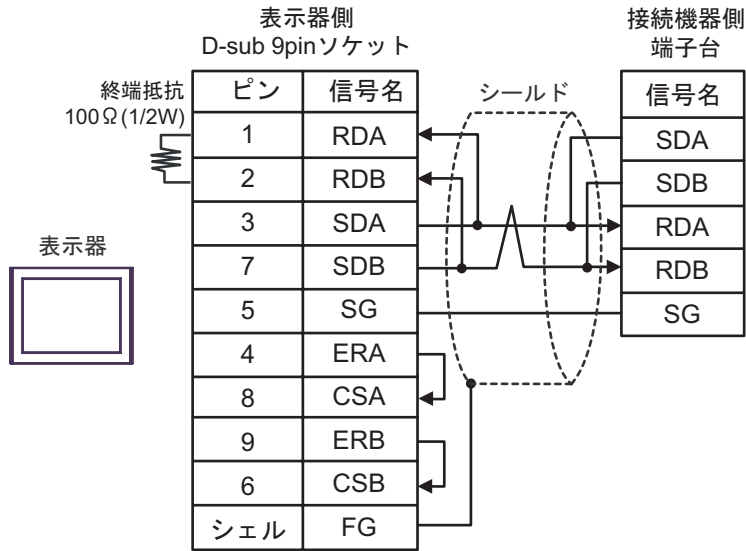 表示器側
D-sub 9pinソケット
接続機器側
端子台
終端抵抗
100Ω(1/2W)
表示器
シールド
ピン 信号名
1 RDA
2 RDB
3 SDA
7 SDB
5 SG
4 ERA
8 CSA
9 ERB
6 CSB
シェル FG
信号名
SDA
SDB
RDA
RDB
SG